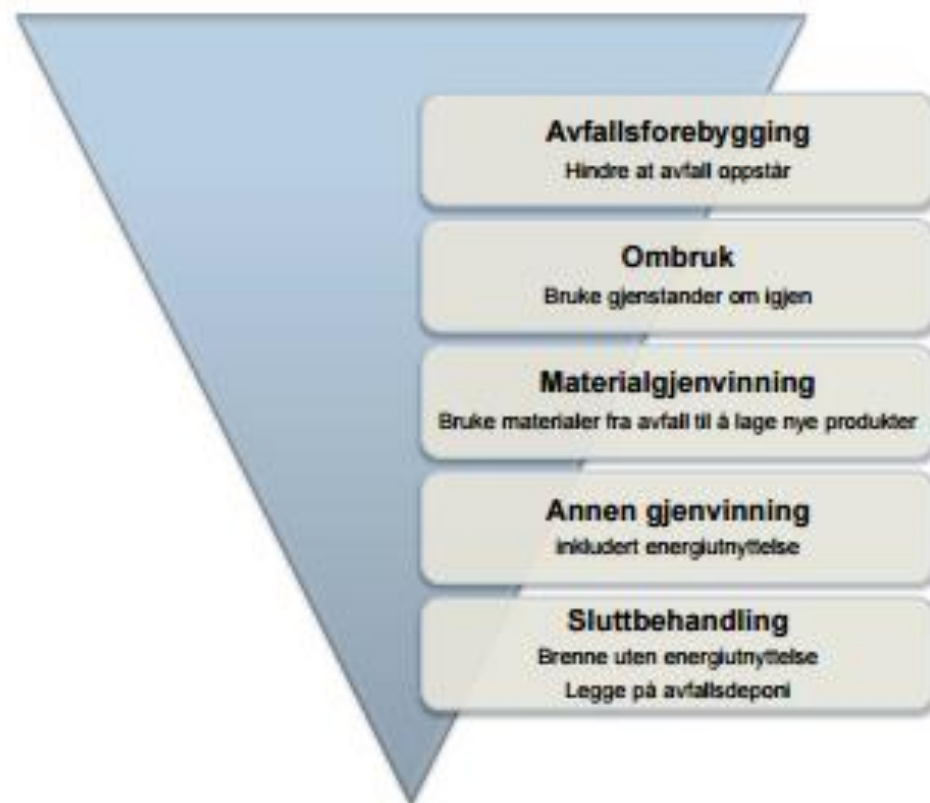 Avfallsforebygging
Hindre at avfall oppstår
Ombruk
Bruke gjenstander om igjen
Materialgjenvinning
Bruke materialer fra avfall til å lage nye produkter
Annen gjenvinning
inkludert energiutnyttelse
Sluttbehandling
Brenne uten energiutnyttelse
Legge på avfallsdeponi